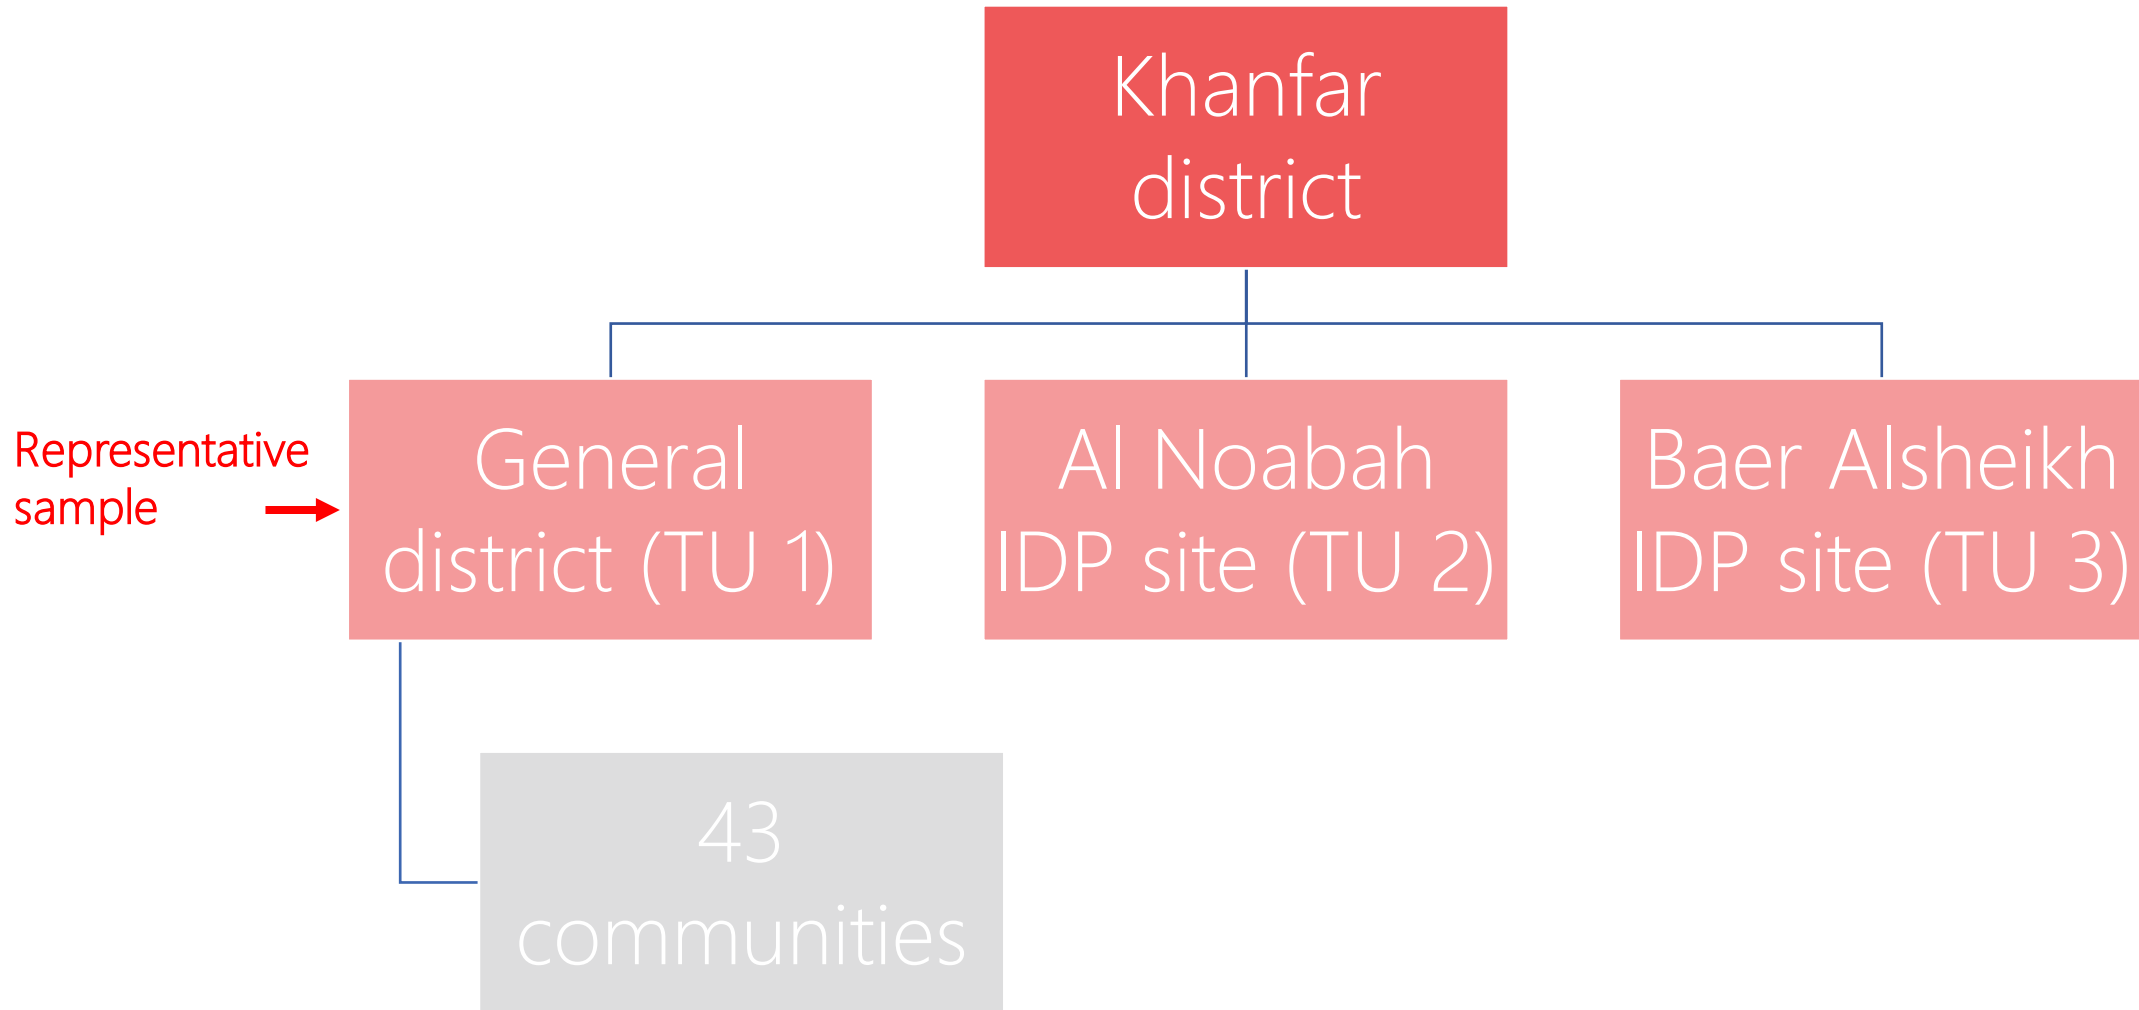 Khanfar
district
Representative
sample
General
district (TU 1)
Al Noabah
IDP site (TU 2)
Baer Alsheikh
IDP site (TU 3)
43
communities